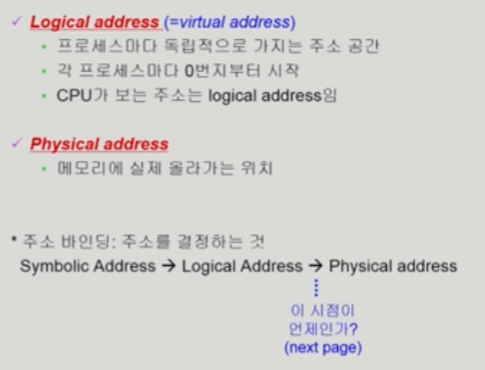 ✓ Logical address (=virtual address)
• 프로세스마다 독립적으로 가지는 주소 공간
• 각 프로세스마다 0번지부터 시작
• CPU가 보는 주소는 logical address임
✓ Physical address
• 메모리에 실제 올라가는 위치
* 주소 바인딩: 주소를 결정하는 것
Symbolic Address → Logical Address → Physical address
이 시점이
언제인가?
(next page)